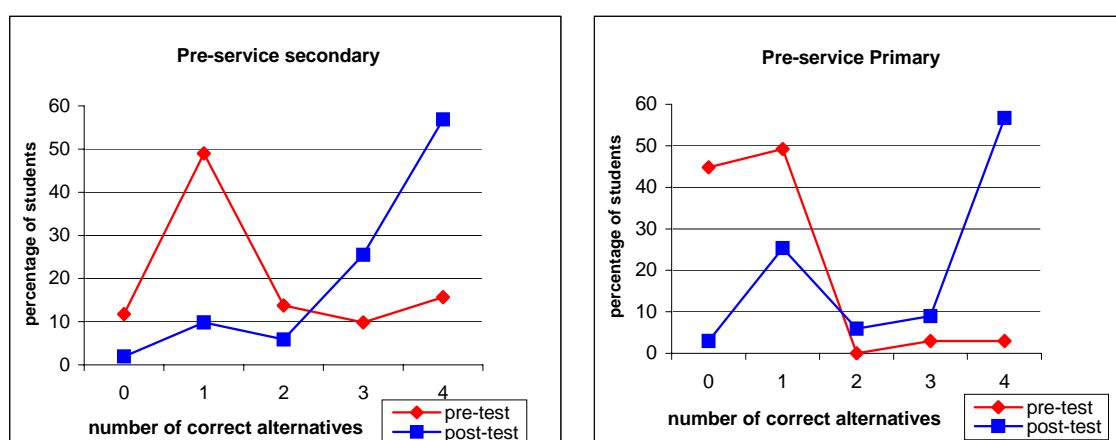 Pre-service secondary
percentage of students
60
50
40
30
20
10
0
0 1 2 3 4
number of correct alternatives
pre-test
post-test
Pre-service Primary
percentage of students
60
50
40
30
20
10
0
0 1 2 3 4
number of correct alternatives
pre-test
post-test